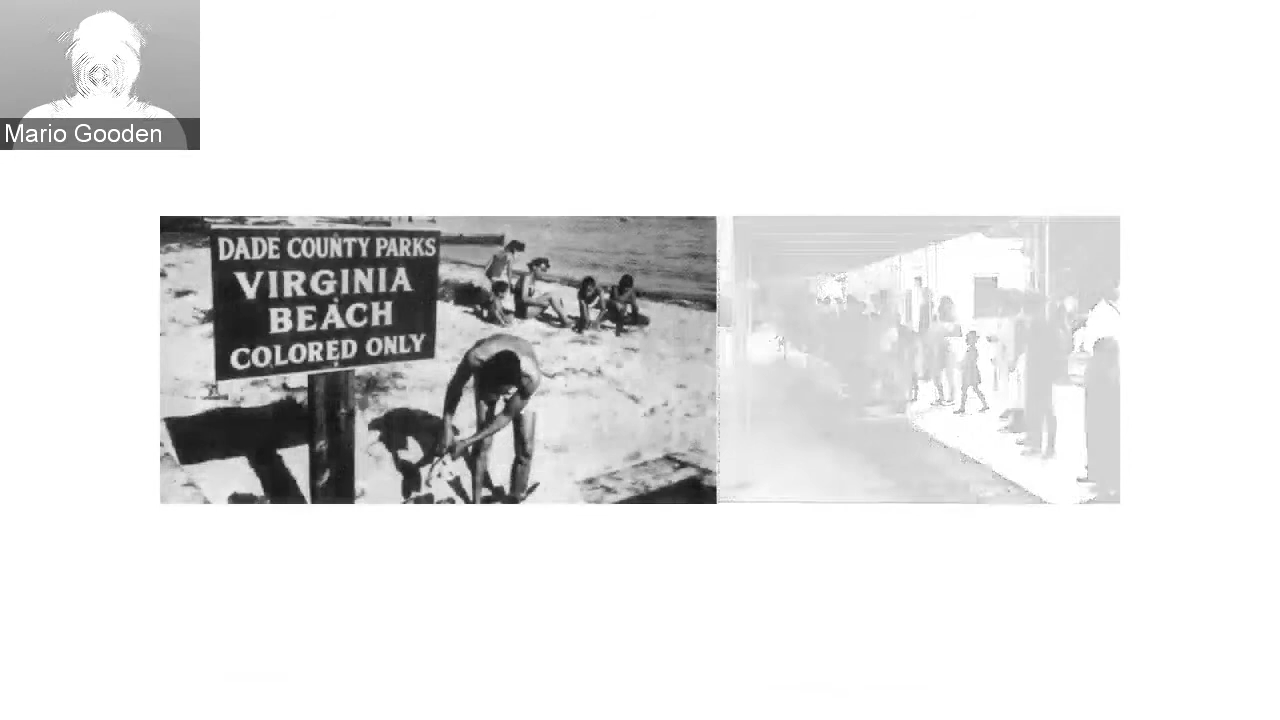 Mario Gooden
DADE COUNTY PARKS
VIRGINIA
BEACH
COLORED ONLY